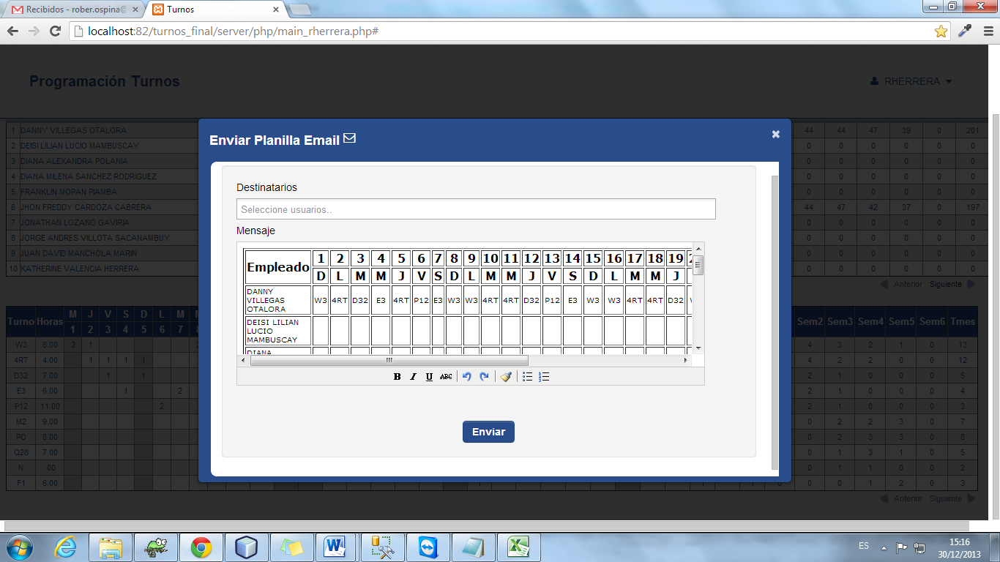 Recibidos - rober.ospina@
Turnos
localhost:82/turnos_final/server/php/main_rherrera.php#
Programación Turnos
RHERRERA
1 DANNY VILLEGAS OTALORA 44 44 47 39 0 201
2 DEISI LILIAN LUCIO MAMBUSCAY 0 0 0 0 0 0
3 DIANA ALEXANDRA POLANIA 0 0 0 0 0 0
4 DIANA MILENA SANCHEZ RODRIGUEZ 0 0 0 0 0 0
5 FRANKLIN MOPAN PIAMBA 0 0 0 0 0 0
6 JHON FREDDY CARDOZA CABRERA 44 47 42 37 0 197
7 JONATHAN LOZANO GAVIRIA 0 0 0 0 0 0
8 JORGE ANDRES VILLOTA SACANAMBUY 0 0 0 0 0 0
9 JUAN DAVID MANCHOLA MARIN 0 0 0 0 0 0
10 KATHERINE VALENCIA HERRERA 0 0 0 0 0 0
Anterior Siguiente
Enviar Planilla Email
Destinatarios
Seleccione usuarios..
Mensaje
Empleado 1 2 3 4 5 6 7 8 9 10 11 12 13 14 15 16 17 18 19
D L M M J V S D L M M J V S D L M M J
DANNY VILLEGAS OTALORA W3 4RT D32 E3 4RT P12 E3 W3 W3 4RT 4RT D32 P12 E3 W3 W3 4RT 4RT D32
DEISI LILIAN LUCIO MAMBUSCAY
DIANA
B I U ABC
Enviar
Turno Horas M J V S D L M Sem2 Sem3 Sem4 Sem5 Sem6 Tmes
1 2 3 4 5 6 7
W3 6.00 2 1 4 3 2 1 0 13
4RT 4.00 1 1 1 1 4 2 2 0 0 12
D32 7.00 1 1 2 1 0 0 0 5
E3 6.00 1 2 2 1 0 0 0 4
P12 11.00 2 2 1 0 0 0 3
M2 9.00 0 2 2 3 0 7
PO 8.00 0 2 3 3 0 8
Q28 7.00 0 1 3 1 0 5
N .00 0 1 1 0 0 2
F1 6.00 1 1 1 0 0 1 2 0 3
Anterior Siguiente
ES
15:16
30/12/2013